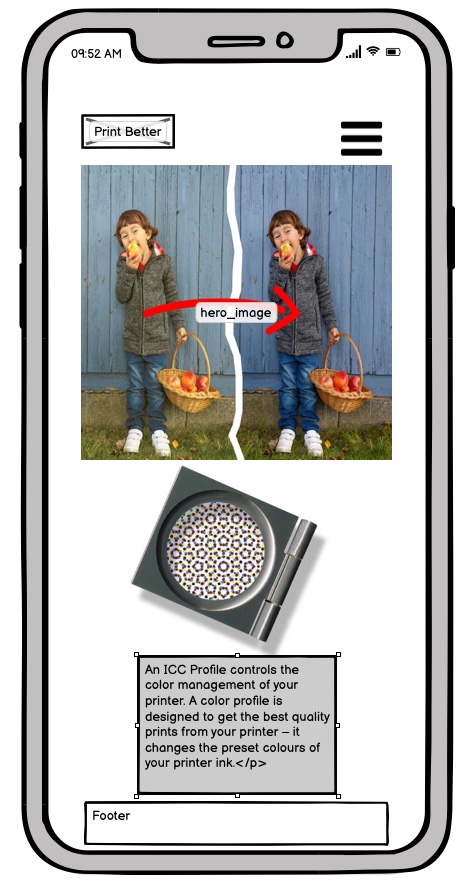 09:52 AM
Print Better
hero_image
An ICC Profile controls the
color management of your
printer. A color profile is
designed to get the best quality
prints from your printer – it
changes the preset colours of
your printer ink.</p>
Footer